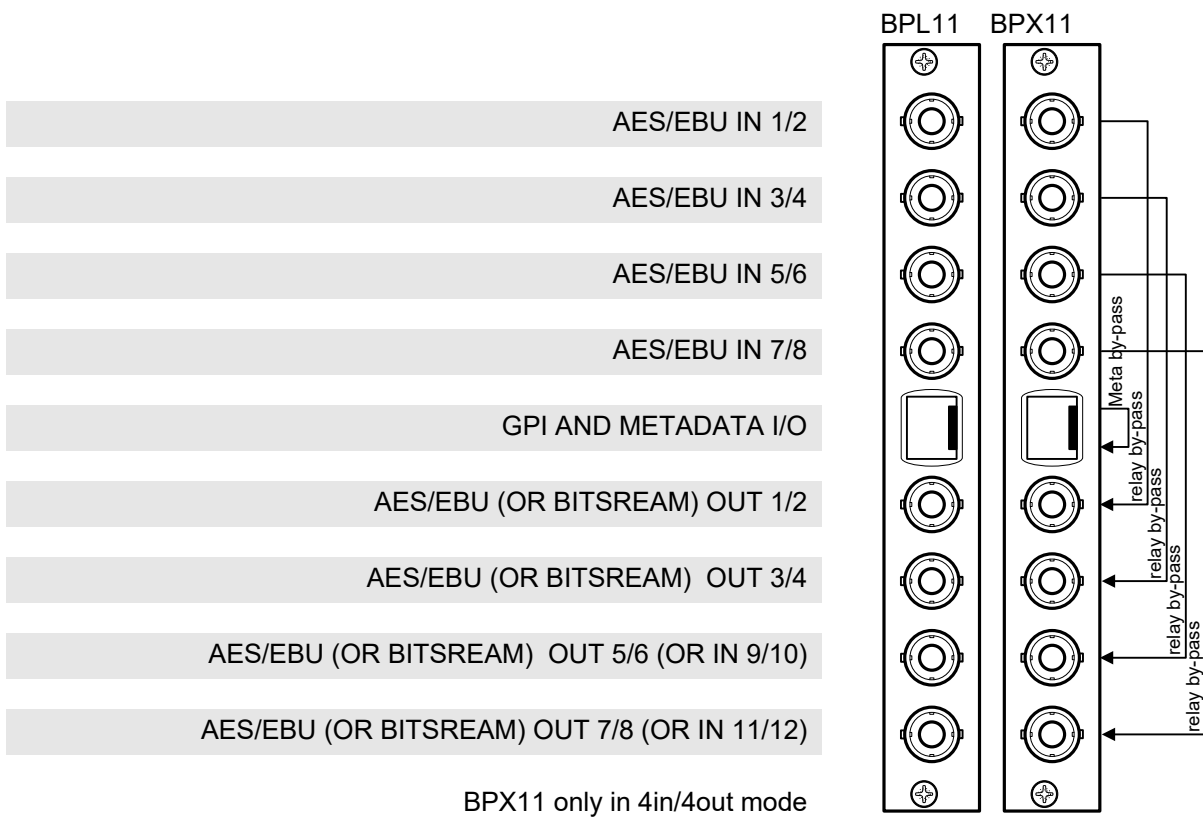 BPL11 BPX11
AES/EBU IN 1/2
AES/EBU IN 3/4
AES/EBU IN 5/6
AES/EBU IN 7/8
Meta by-pass
GPI AND METADATA I/O
relay by-pass
AES/EBU (OR BITSREAM) OUT 1/2
relay by-pass
AES/EBU (OR BITSREAM) OUT 3/4
relay by-pass
AES/EBU (OR BITSREAM) OUT 5/6 (OR IN 9/10)
relay by-pass
AES/EBU (OR BITSREAM) OUT 7/8 (OR IN 11/12)
BPX11 only in 4in/4out mode